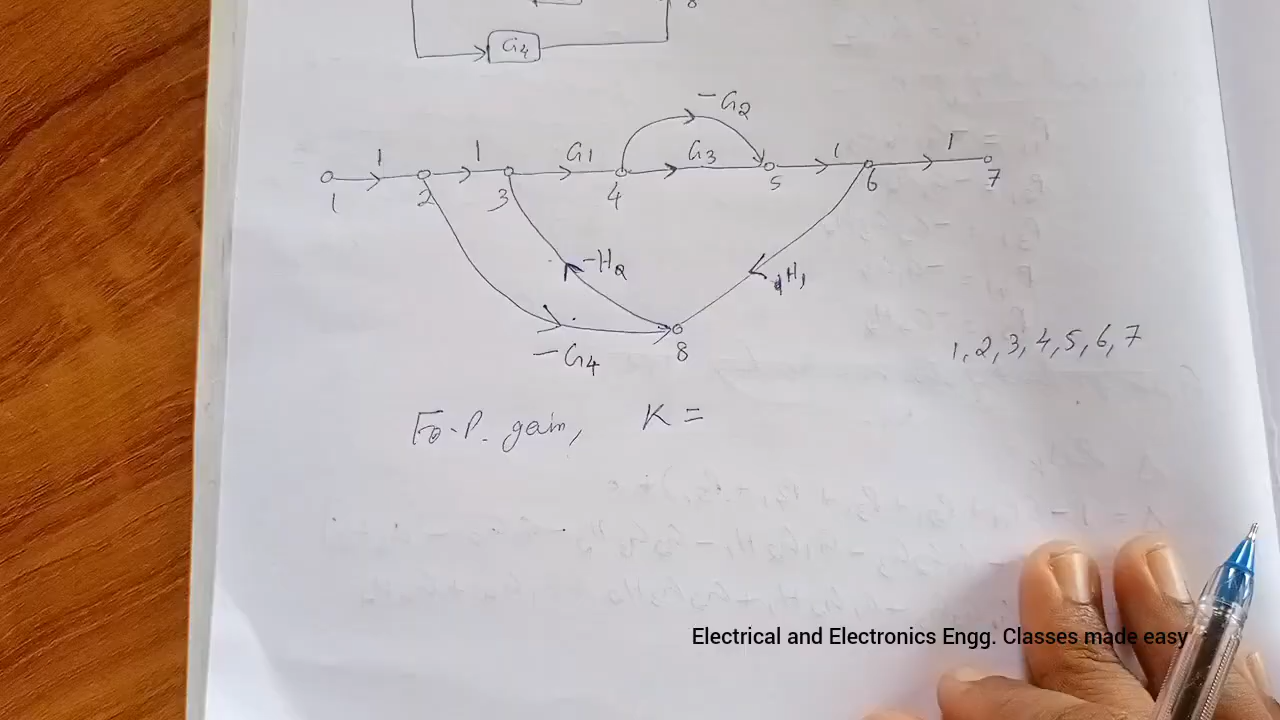 8
G4
-G2
1 1 G1 G3 1 1
1 2 3 4 5 6 7
-H2 H1
1, 2, 3, 4, 5, 6, 7
-G4 8
Fo.P. gain, K =
Electrical and Electronics Engg. Classes made easy